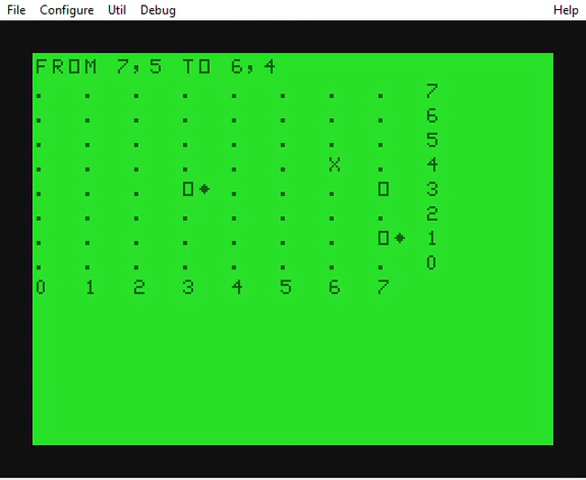 File Configure Util Debug Help
FROM 7,5 TO 6,4
. . . . . . . . 7
. . . . . . . . 6
. . . . . . . . 5
. . . . . . X . 4
. . . O◆ . . . O 3
. . . . . . . . 2
. . . . . . . O◆ 1
. . . . . . . . 0
0 1 2 3 4 5 6 7